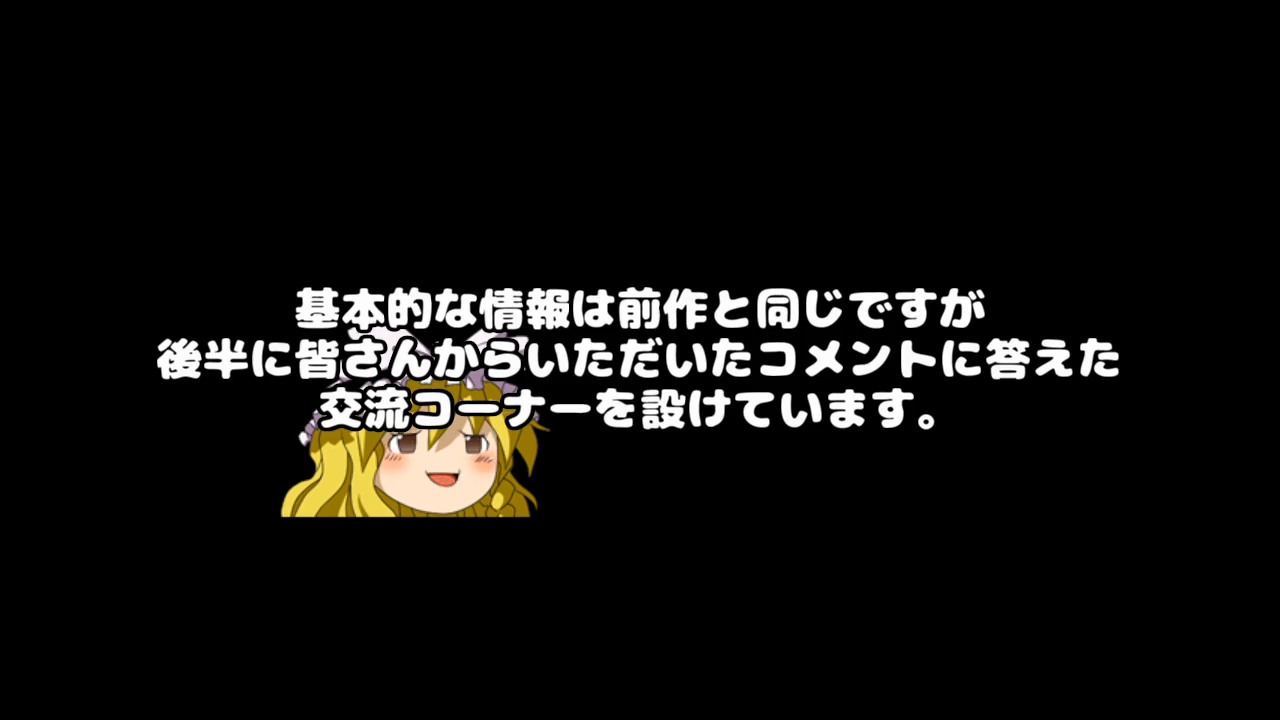 基本的な情報は前作と同じですが
後半に皆さんからいただいたコメントに答えた
交流コーナーを設けています。